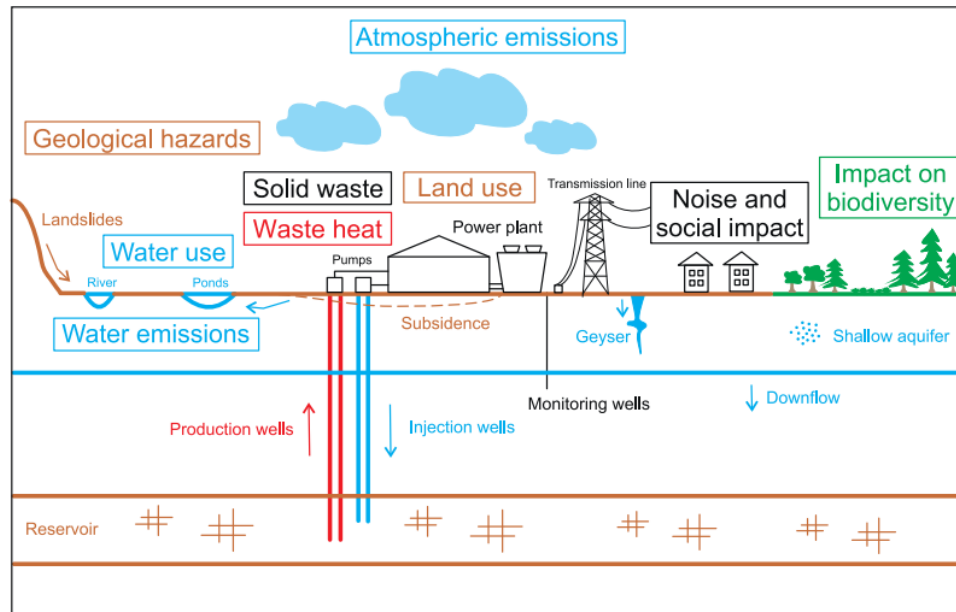 Atmospheric emissions
Geological hazards
Solid waste
Land use
Transmission line
Impact on
biodiversity
Noise and
social impact
Landslides
Waste heat
Power plant
Water use
Pumps
River
Ponds
Water emissions
Subsidence
Geyser
Shallow aquifer
Monitoring wells
Downflow
Production wells
Injection wells
Reservoir